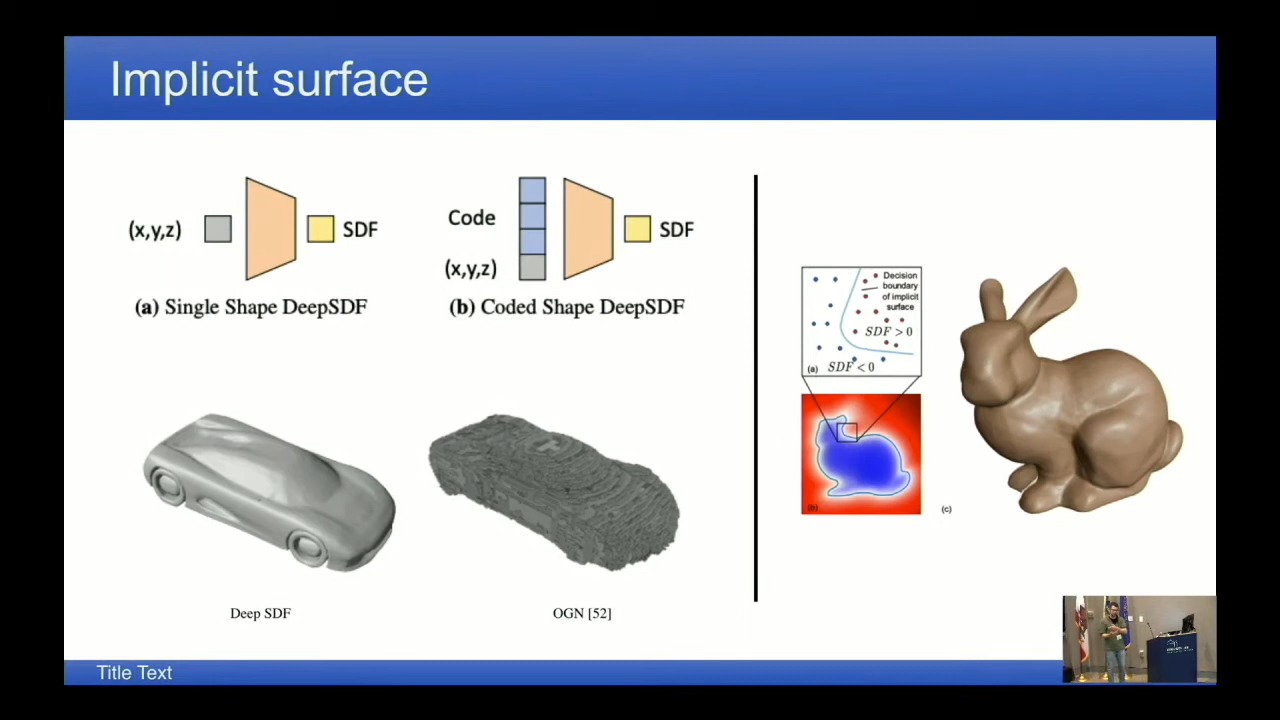 Implicit surface
(x,y,z)
SDF
(a) Single Shape DeepSDF
Code
(x,y,z)
SDF
(b) Coded Shape DeepSDF
Deep SDF
OGN [52]
Decision
boundary
of implicit
surface
SDF > 0
(a) SDF < 0
(b)
(c)
Title Text